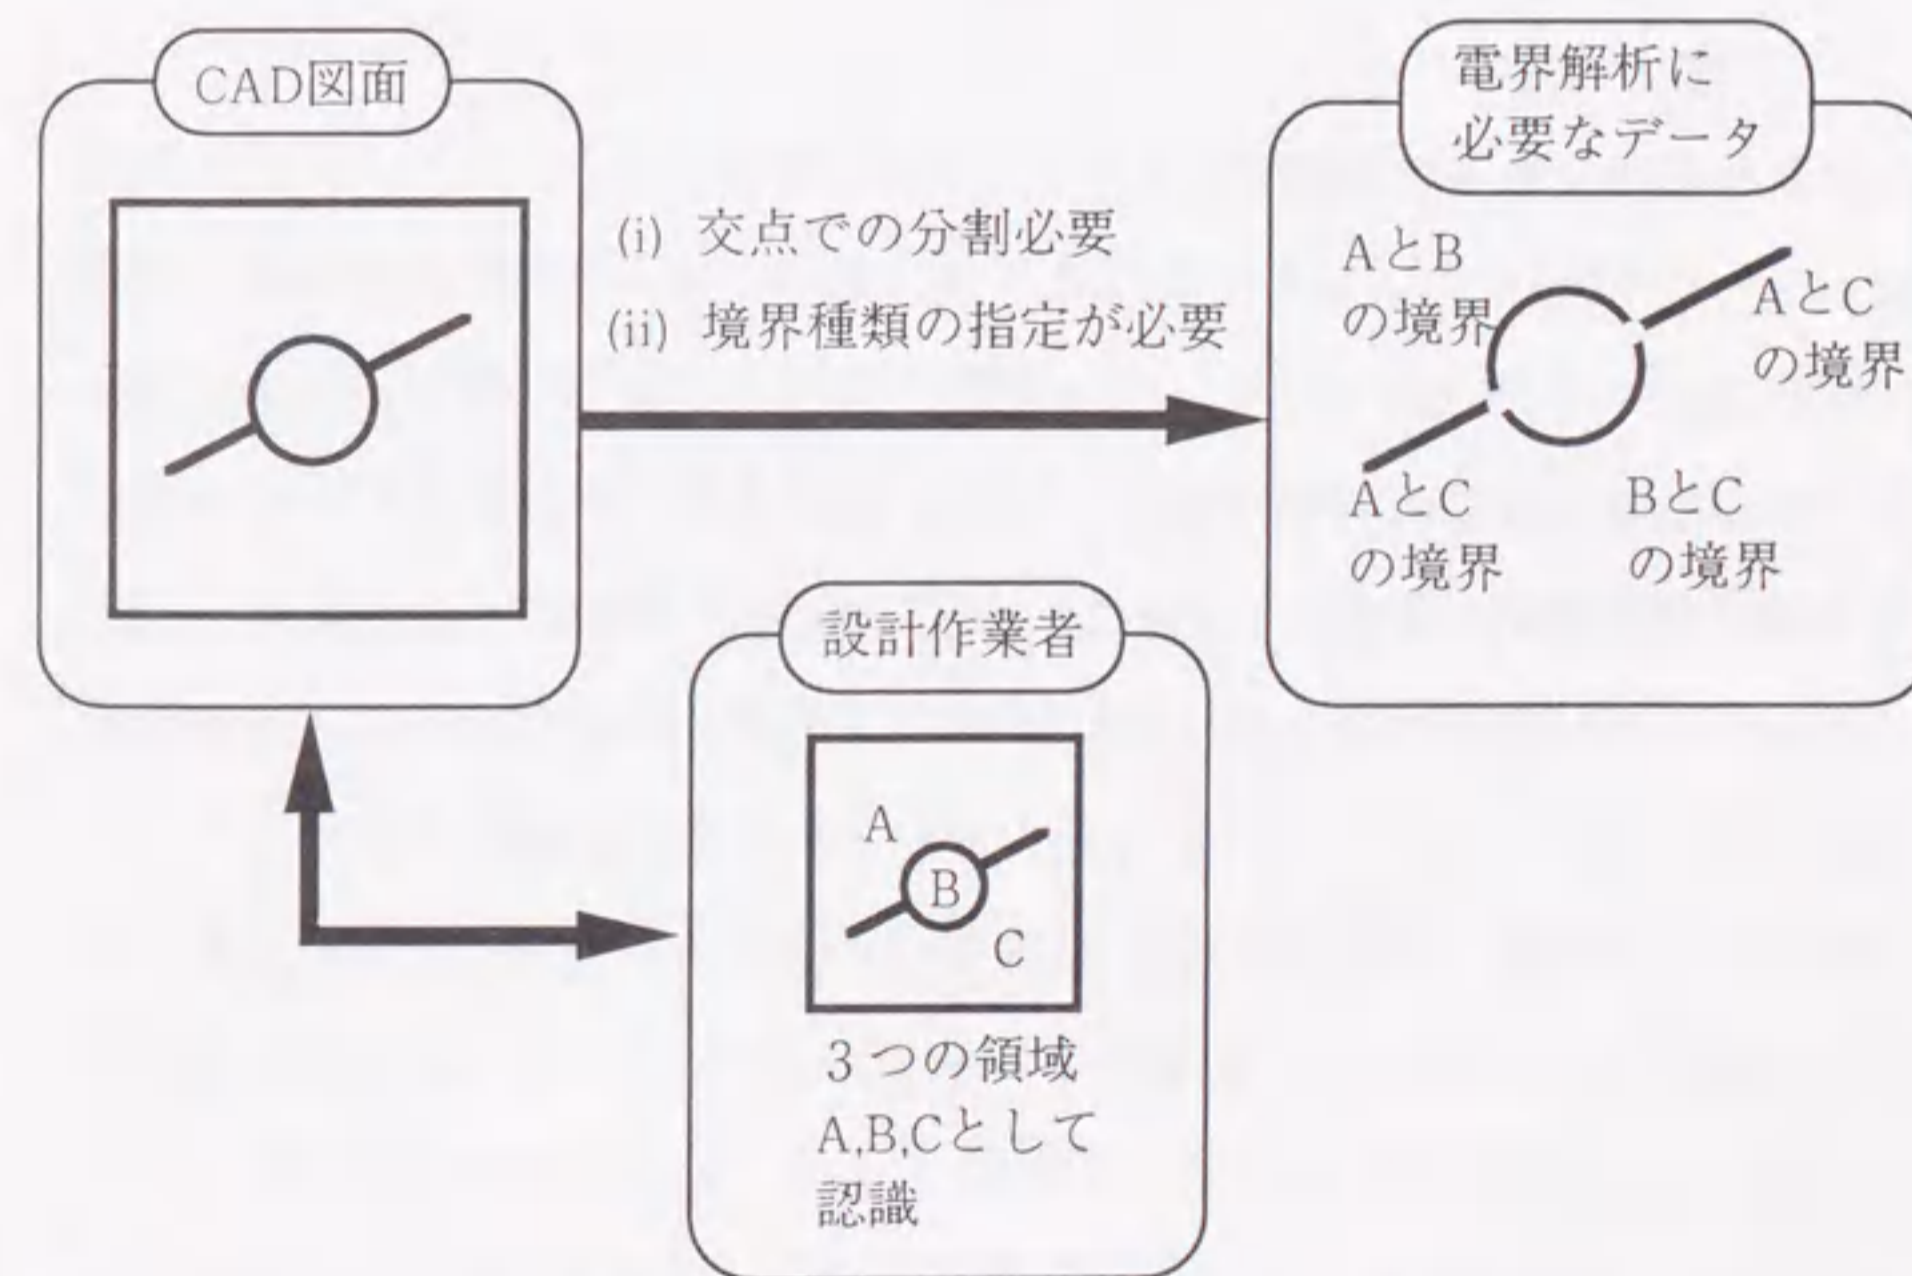 CAD図面
(i) 交点での分割必要
(ii) 境界種類の指定が必要
電界解析に
必要なデータ
AとB
の境界
AとC
の境界
AとC
の境界
BとC
の境界
設計作業者
A
B
C
3つの領域
A,B,Cとして
認識